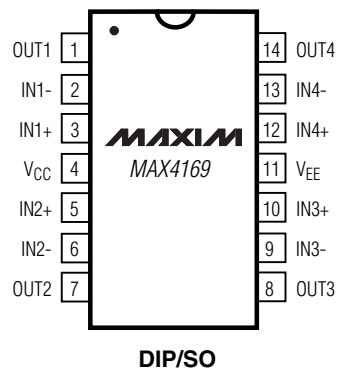 OUT1 1 14 OUT4
IN1- 2 13 IN4-
IN1+ 3 12 IN4+
MAXIM
VCC 4 MAX4169 11 VEE
IN2+ 5 10 IN3+
IN2- 6 9 IN3-
OUT2 7 8 OUT3
DIP/SO